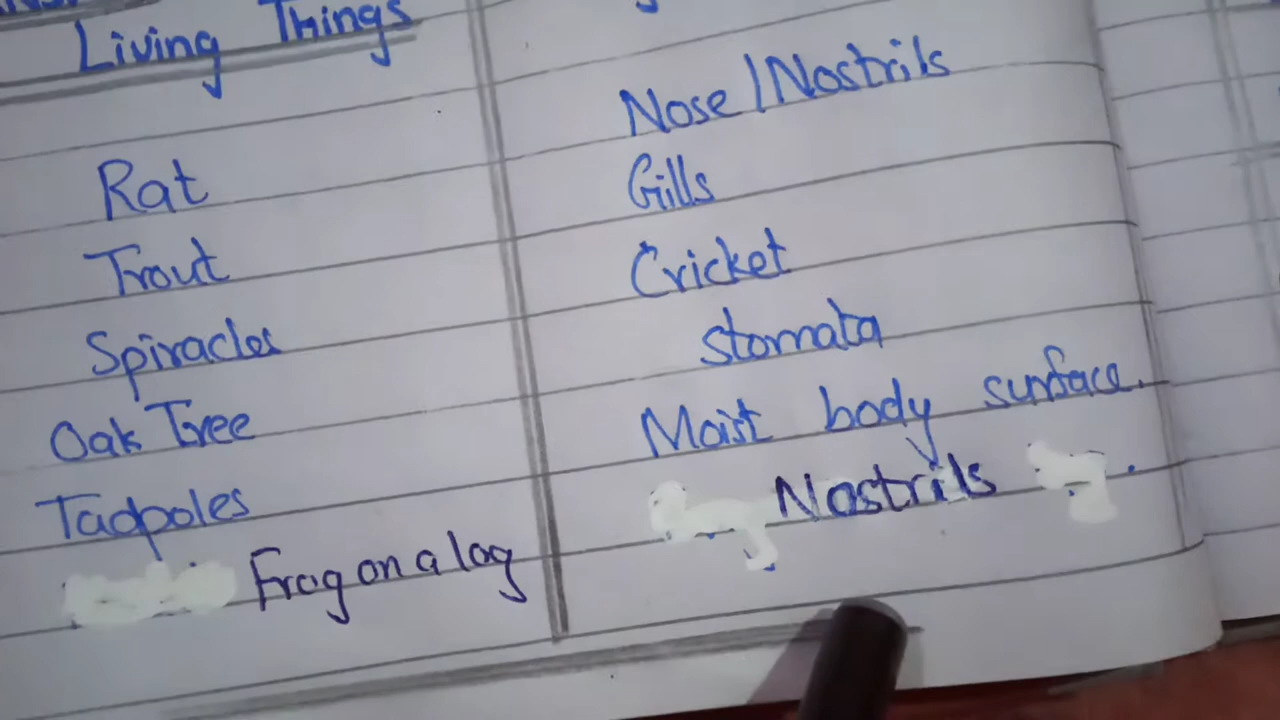 Living Things
Nose/Nostrils
Rat
Gills
Trout
Cricket
Spiracles
Stomata
Oak Tree
Moist body surface.
Tadpoles
Nostrils
Frog on a log